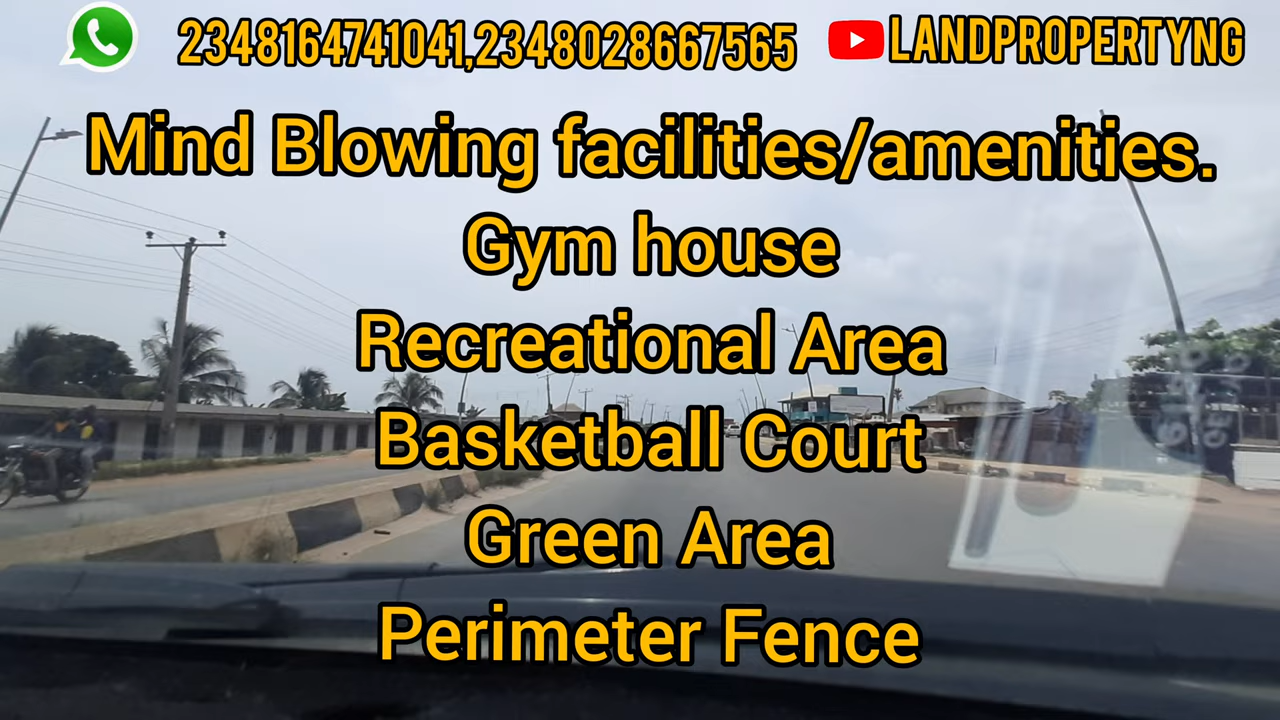 2348164741041,2348028667565 LANDPROPERTYNG
Mind Blowing facilities/amenities.
Gym house
Recreational Area
Basketball Court
Green Area
Perimeter Fence